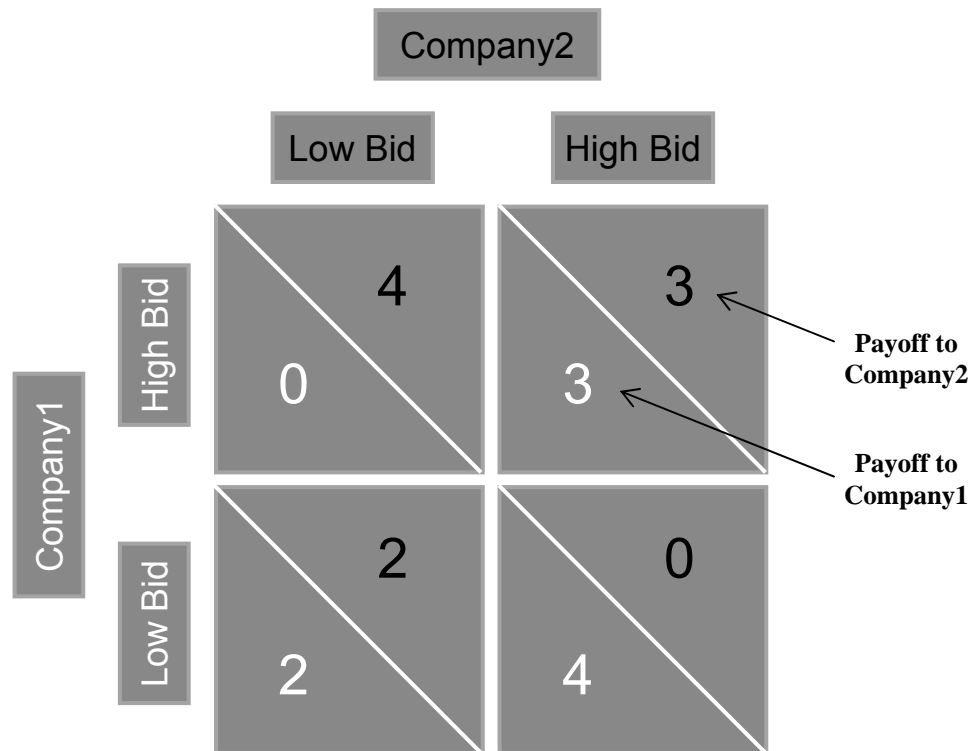 Company2
Low Bid
High Bid
High Bid
4
3
0
3
Payoff to
Company2
Payoff to
Company1
Company1
Low Bid
2
0
2
4